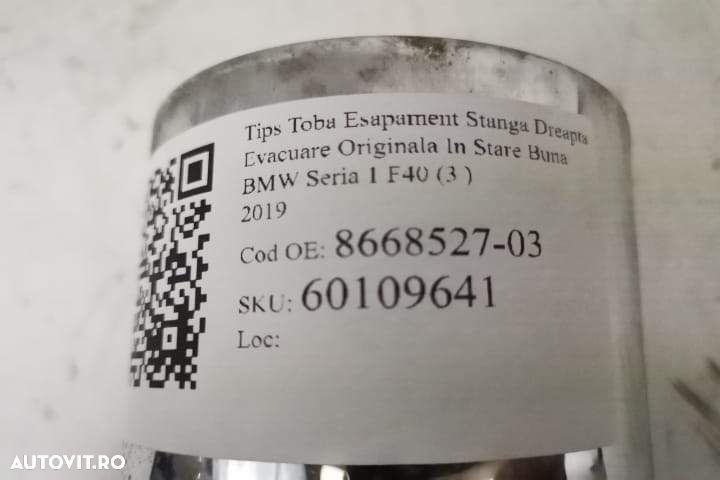 Tips Toba Esapament Stanga Dreapta
Evacuare Originala In Stare Buna
BMW Seria 1 F40 (3 )
2019
Cod OE: 8668527-03
SKU: 60109641
Loc:
AUTOVIT.RO